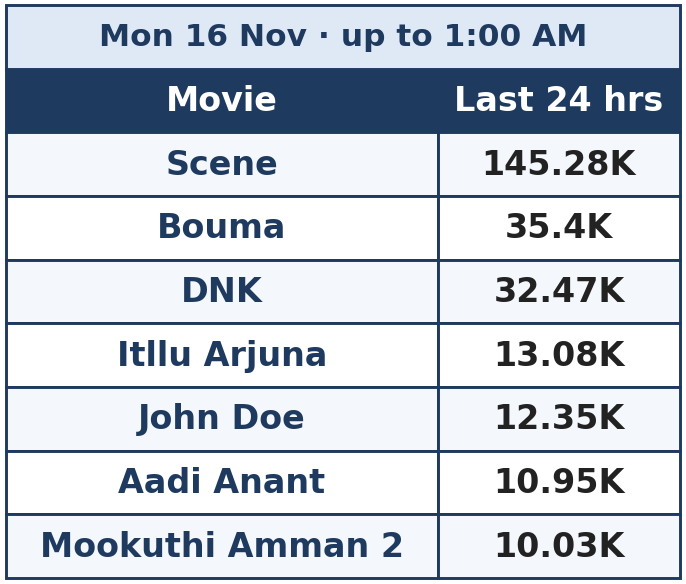 Mon 16 Nov · up to 1:00 AM
Movie Last 24 hrs
Scene 145.28K
Bouma 35.4K
DNK 32.47K
Itllu Arjuna 13.08K
John Doe 12.35K
Aadi Anant 10.95K
Mookuthi Amman 2 10.03K